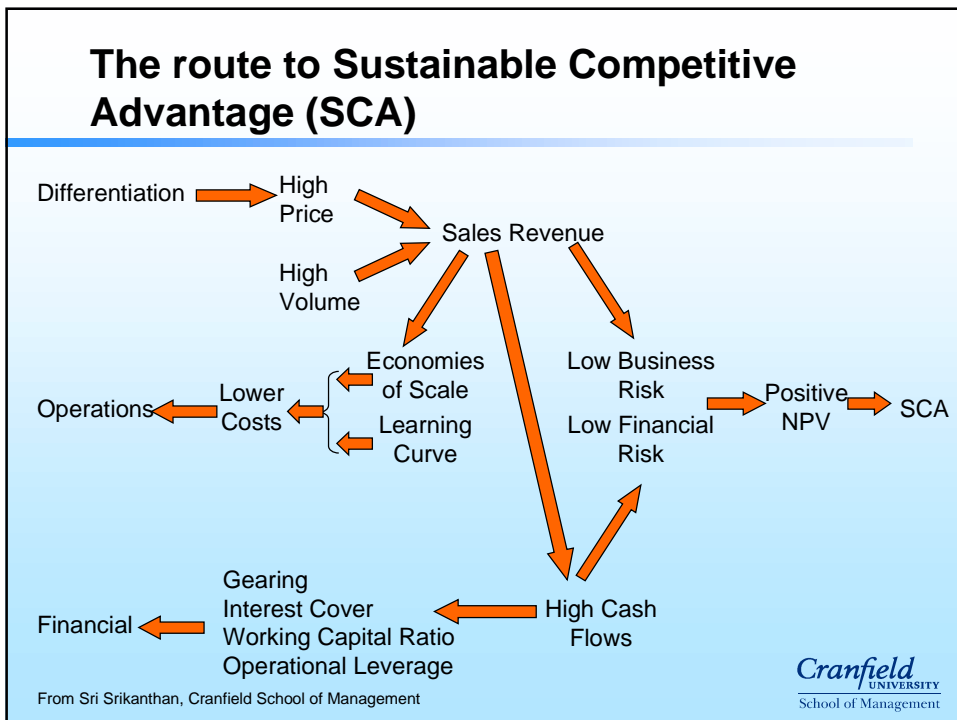 The route to Sustainable Competitive
Advantage (SCA)
Differentiation
High
Price
Sales Revenue
High
Volume
Economies
of Scale
Low Business
Risk
Operations
Lower
Costs
Learning
Curve
Low Financial
Risk
Positive
NPV
SCA
Gearing
Interest Cover
Working Capital Ratio
Operational Leverage
Financial
High Cash
Flows
From Sri Srikanthan, Cranfield School of Management
Cranfield
UNIVERSITY
School of Management